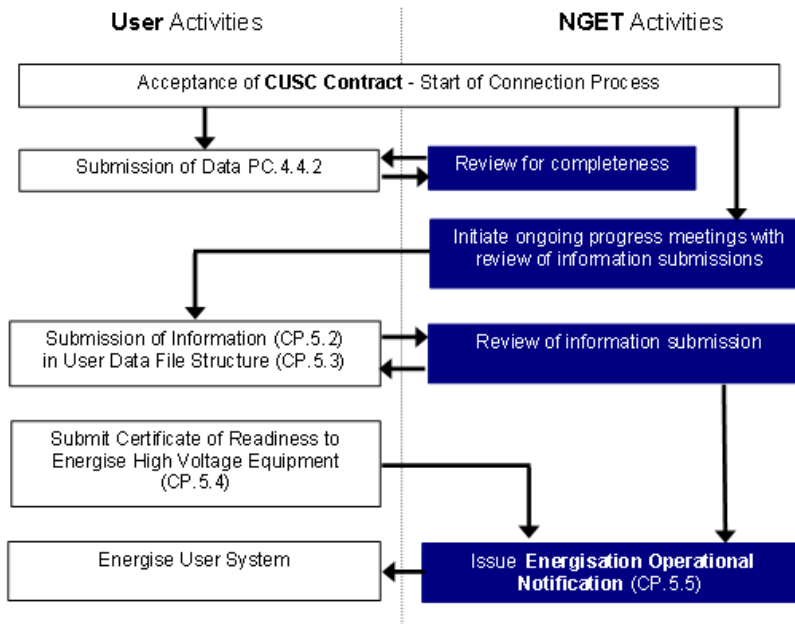 User Activities
NGET Activities
Acceptance of CUSC Contract - Start of Connection Process
Submission of Data PC.4.4.2
Review for completeness
Initiate ongoing progress meetings with
review of information submissions
Submission of Information (CP.5.2)
in User Data File Structure (CP.5.3)
Review of information submission
Submit Certificate of Readiness to
Energise High Voltage Equipment
(CP.5.4)
Energise User System
Issue Energisation Operational
Notification (CP.5.5)